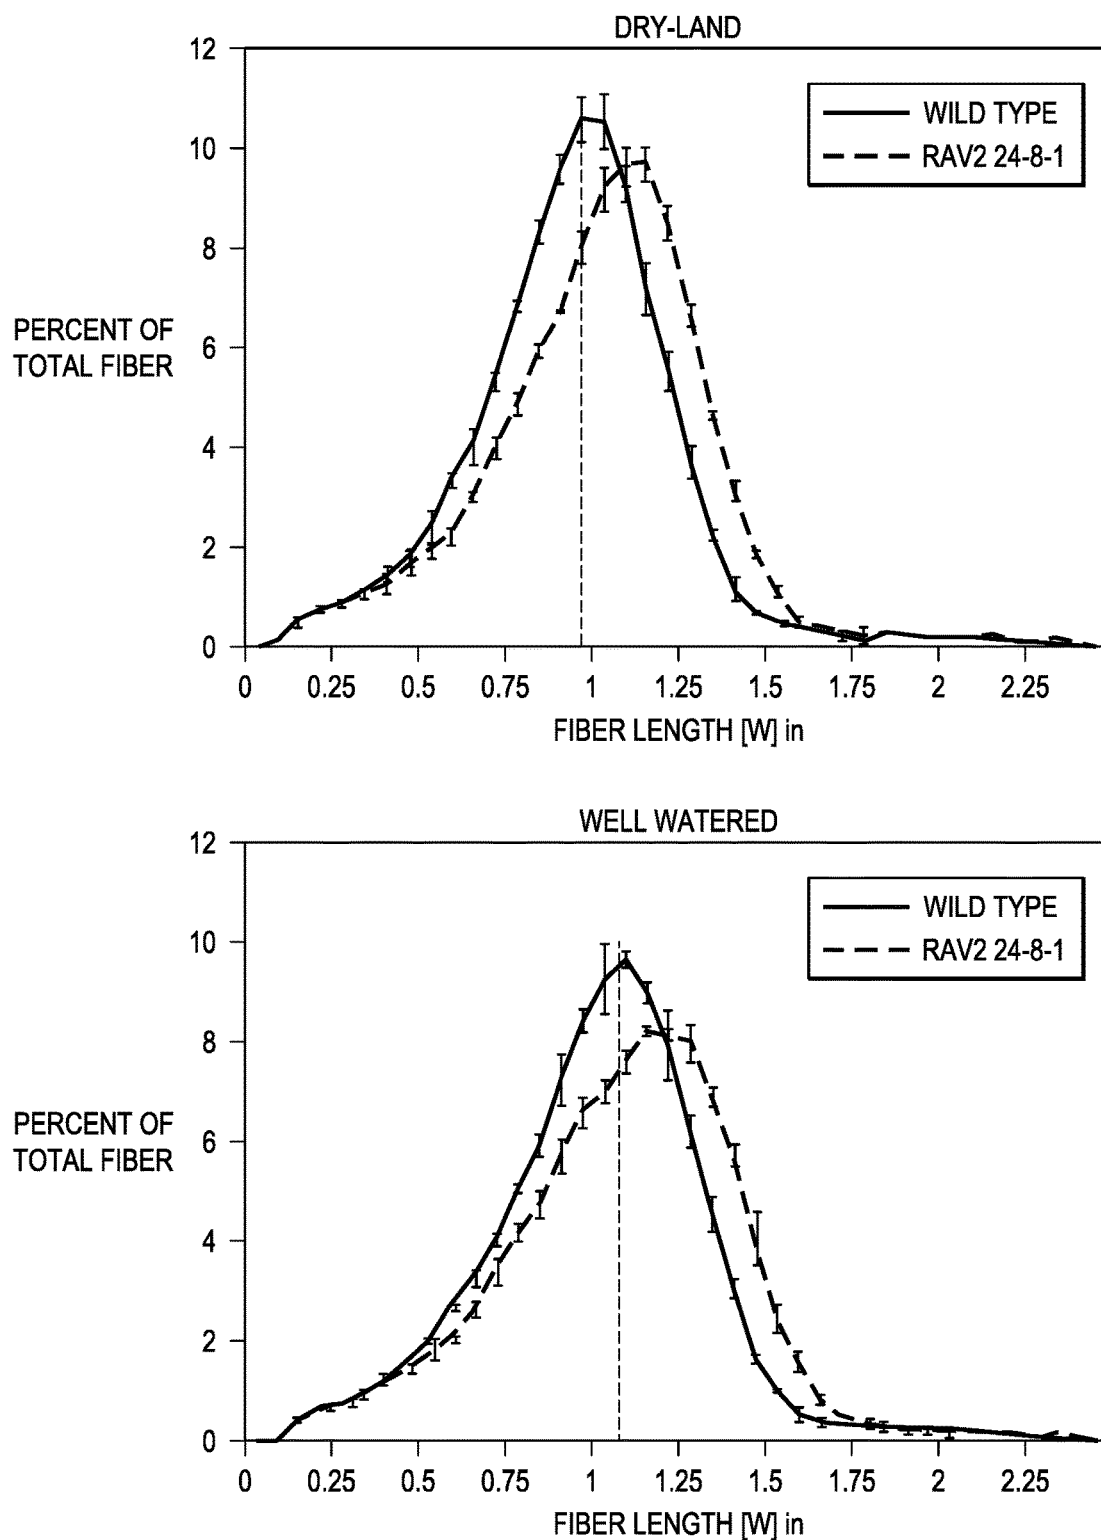 DRY-LAND
12
10
8
6
4
2
0
PERCENT OF
TOTAL FIBER
WILD TYPE
RAV2 24-8-1
0 0.25 0.5 0.75 1 1.25 1.5 1.75 2 2.25
FIBER LENGTH [W] in
WELL WATERED
12
10
8
6
4
2
0
PERCENT OF
TOTAL FIBER
WILD TYPE
RAV2 24-8-1
0 0.25 0.5 0.75 1 1.25 1.5 1.75 2 2.25
FIBER LENGTH [W] in